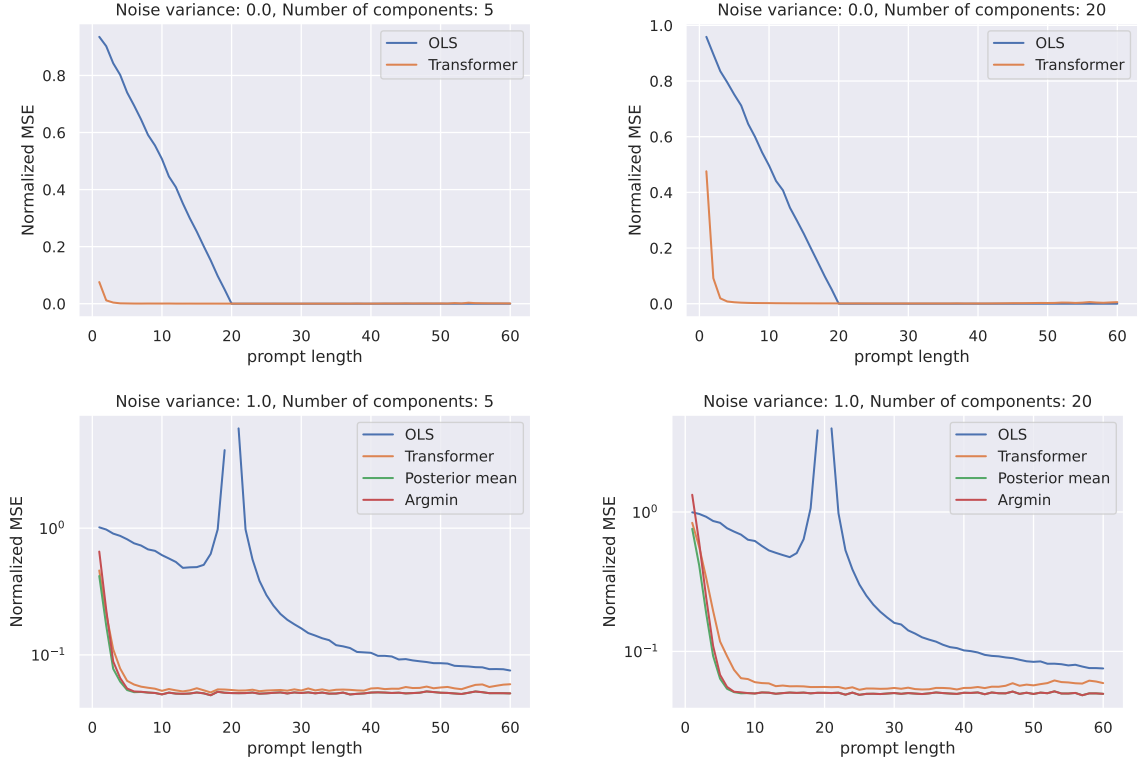 Noise variance: 0.0, Number of components: 5
OLS
Transformer
Normalized MSE
0.8
0.6
0.4
0.2
0.0
0 10 20 30 40 50 60
prompt length
Noise variance: 0.0, Number of components: 20
OLS
Transformer
Normalized MSE
1.0
0.8
0.6
0.4
0.2
0.0
0 10 20 30 40 50 60
prompt length
Noise variance: 1.0, Number of components: 5
OLS
Transformer
Posterior mean
Argmin
Normalized MSE
10⁰
10⁻¹
0 10 20 30 40 50 60
prompt length
Noise variance: 1.0, Number of components: 20
OLS
Transformer
Posterior mean
Argmin
Normalized MSE
10⁰
10⁻¹
0 10 20 30 40 50 60
prompt length